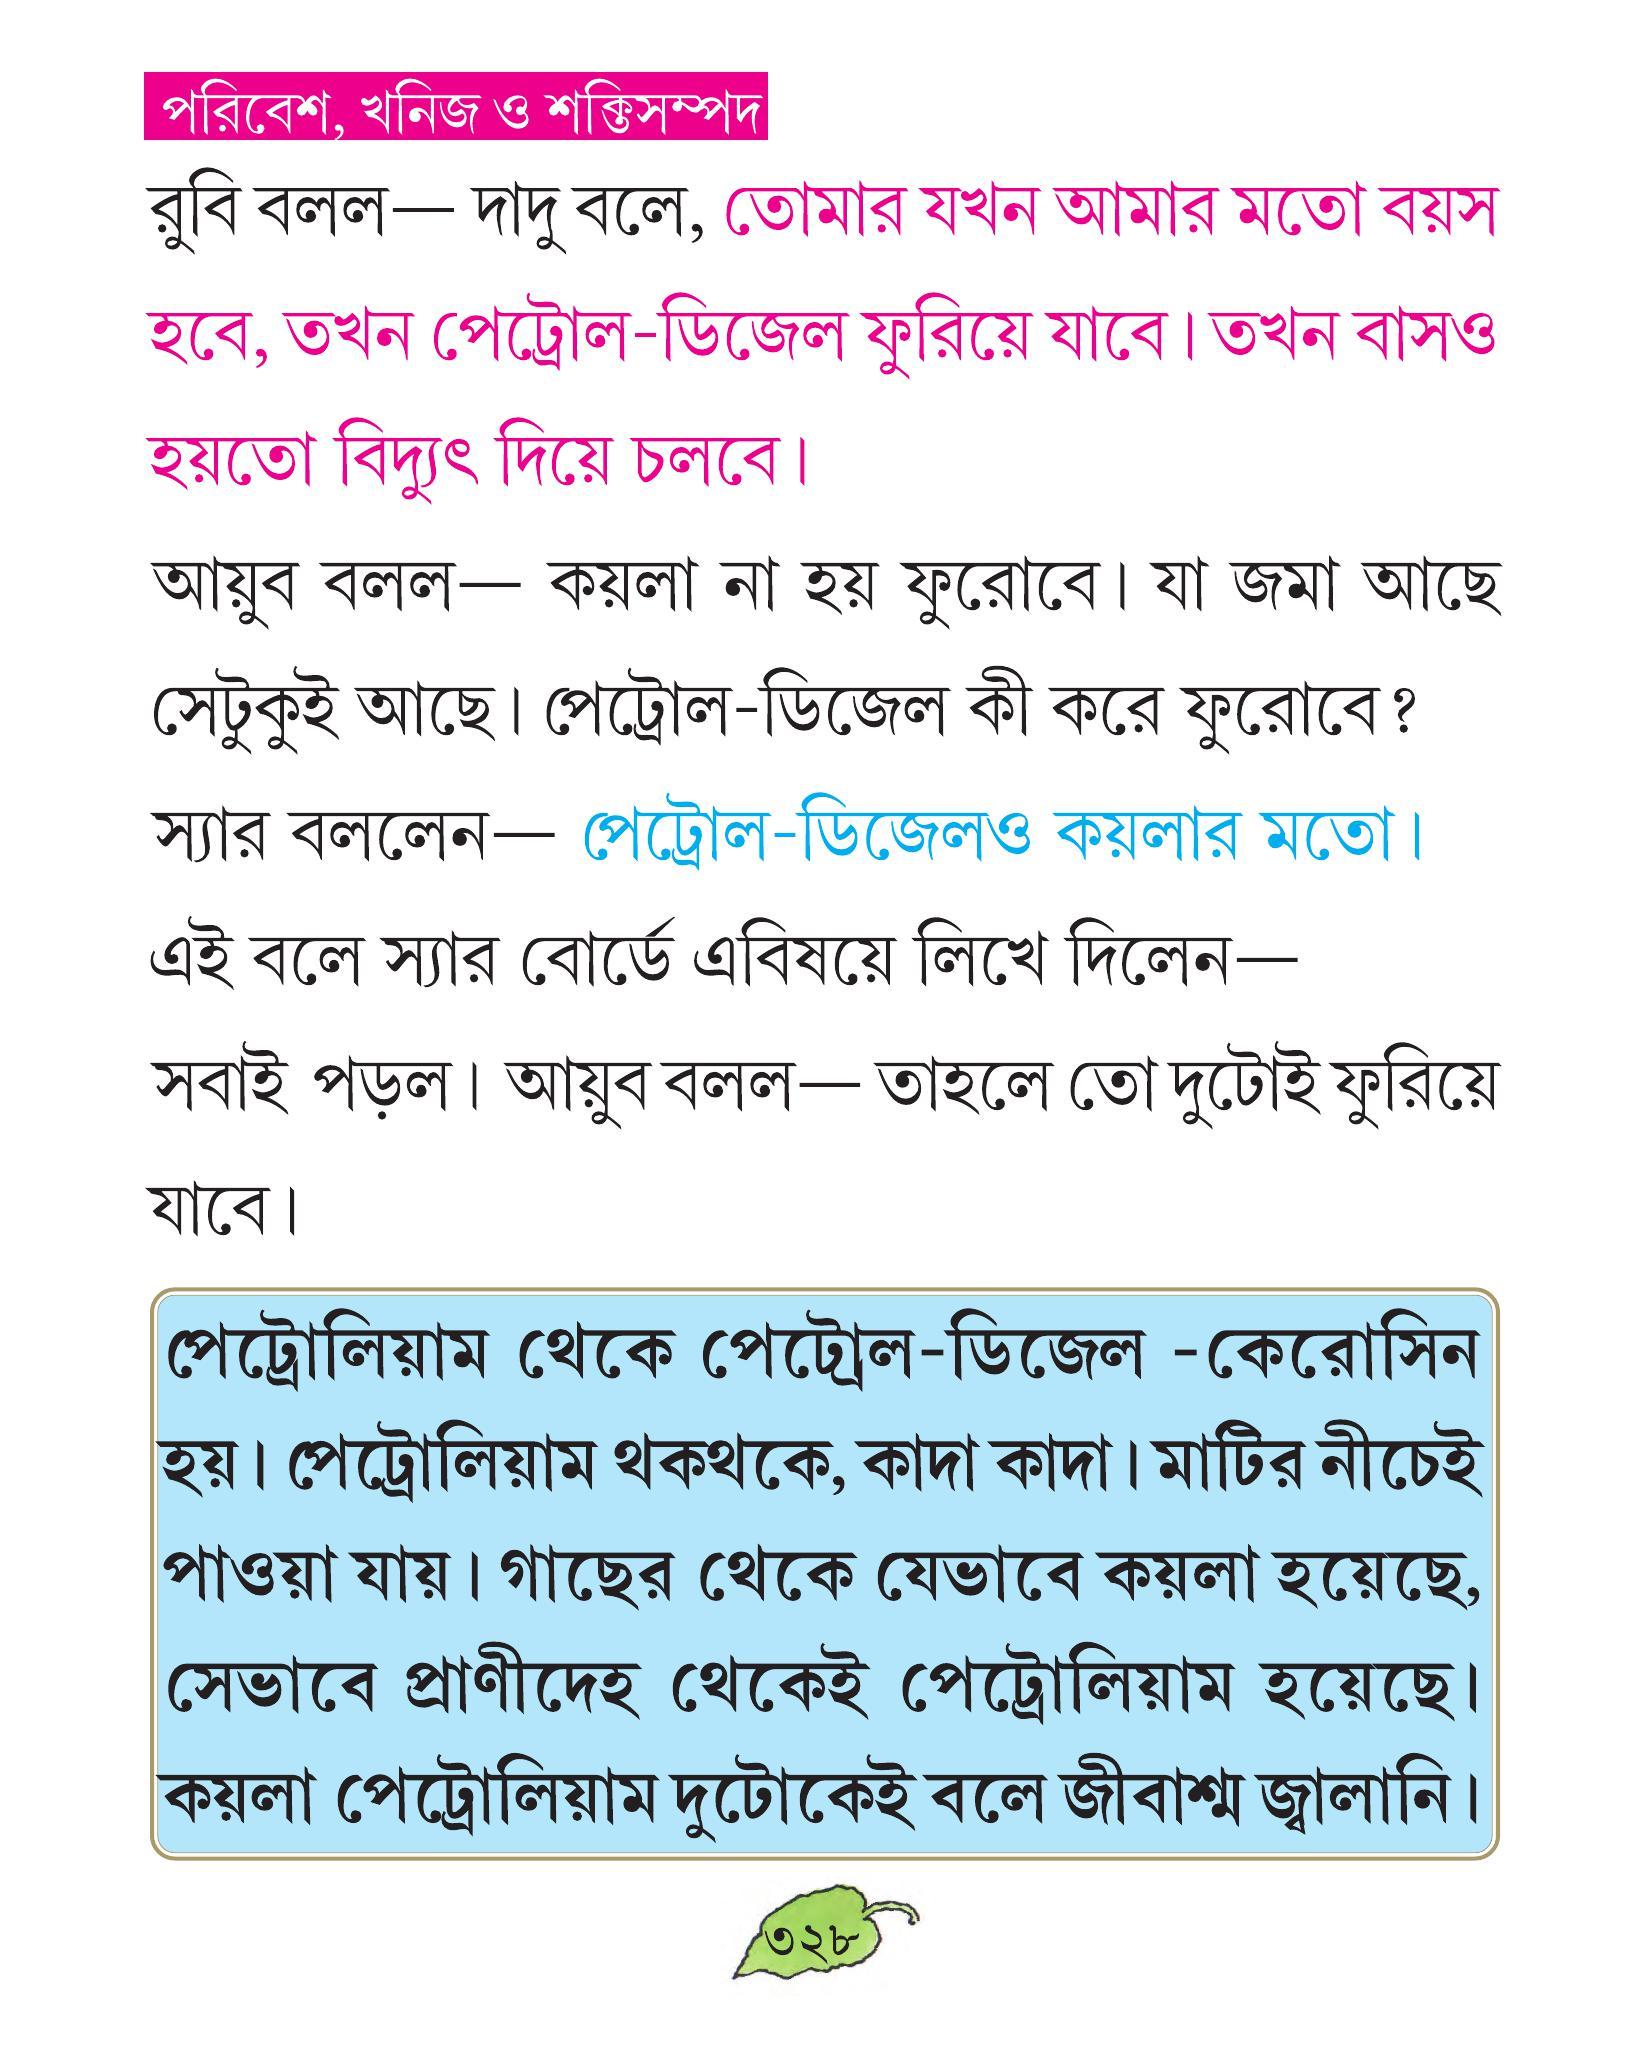 পরিবেশ, খনিজ ও শক্তিসম্পদ
রুবি বলল— দাদু বলে, তোমার যখন আমার মতো বয়স
হবে, তখন পেট্রোল-ডিজেল ফুরিয়ে যাবে। তখন বাসও
হয়তো বিদ্যুৎ দিয়ে চলবে।
আয়ুব বলল— কয়লা না হয় ফুরোবে। যা জমা আছে
সেটুকুই আছে। পেট্রোল-ডিজেল কী করে ফুরোবে?
স্যার বললেন— পেট্রোল-ডিজেলও কয়লার মতো।
এই বলে স্যার বোর্ডে এবিষয়ে লিখে দিলেন—
সবাই পড়ল। আয়ুব বলল— তাহলে তো দুটোই ফুরিয়ে
যাবে।
পেট্রোলিয়াম থেকে পেট্রোল-ডিজেল -কেরোসিন
হয়। পেট্রোলিয়াম থকথকে, কাদা কাদা। মাটির নীচেই
পাওয়া যায়। গাছের থেকে যেভাবে কয়লা হয়েছে,
সেভাবে প্রাণীদেহ থেকেই পেট্রোলিয়াম হয়েছে।
কয়লা পেট্রোলিয়াম দুটোকেই বলে জীবাশ্ম জ্বালানি।
৩২৮